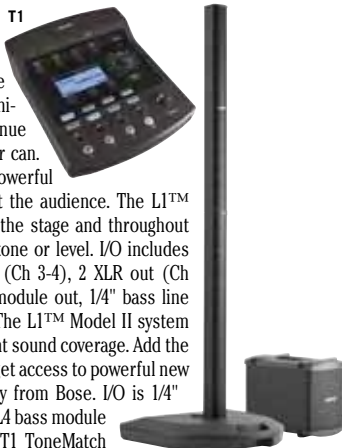 T1
e
ni-
nue
r can.
owerful
t the audience. The L1™
the stage and throughout
tone or level. I/O includes
(Ch 3-4), 2 XLR out (Ch
module out, 1/4" bass line
The L1™ Model II system
nt sound coverage. Add the
et access to powerful new
y from Bose. I/O is 1/4"
4 bass module
T1 ToneMatch